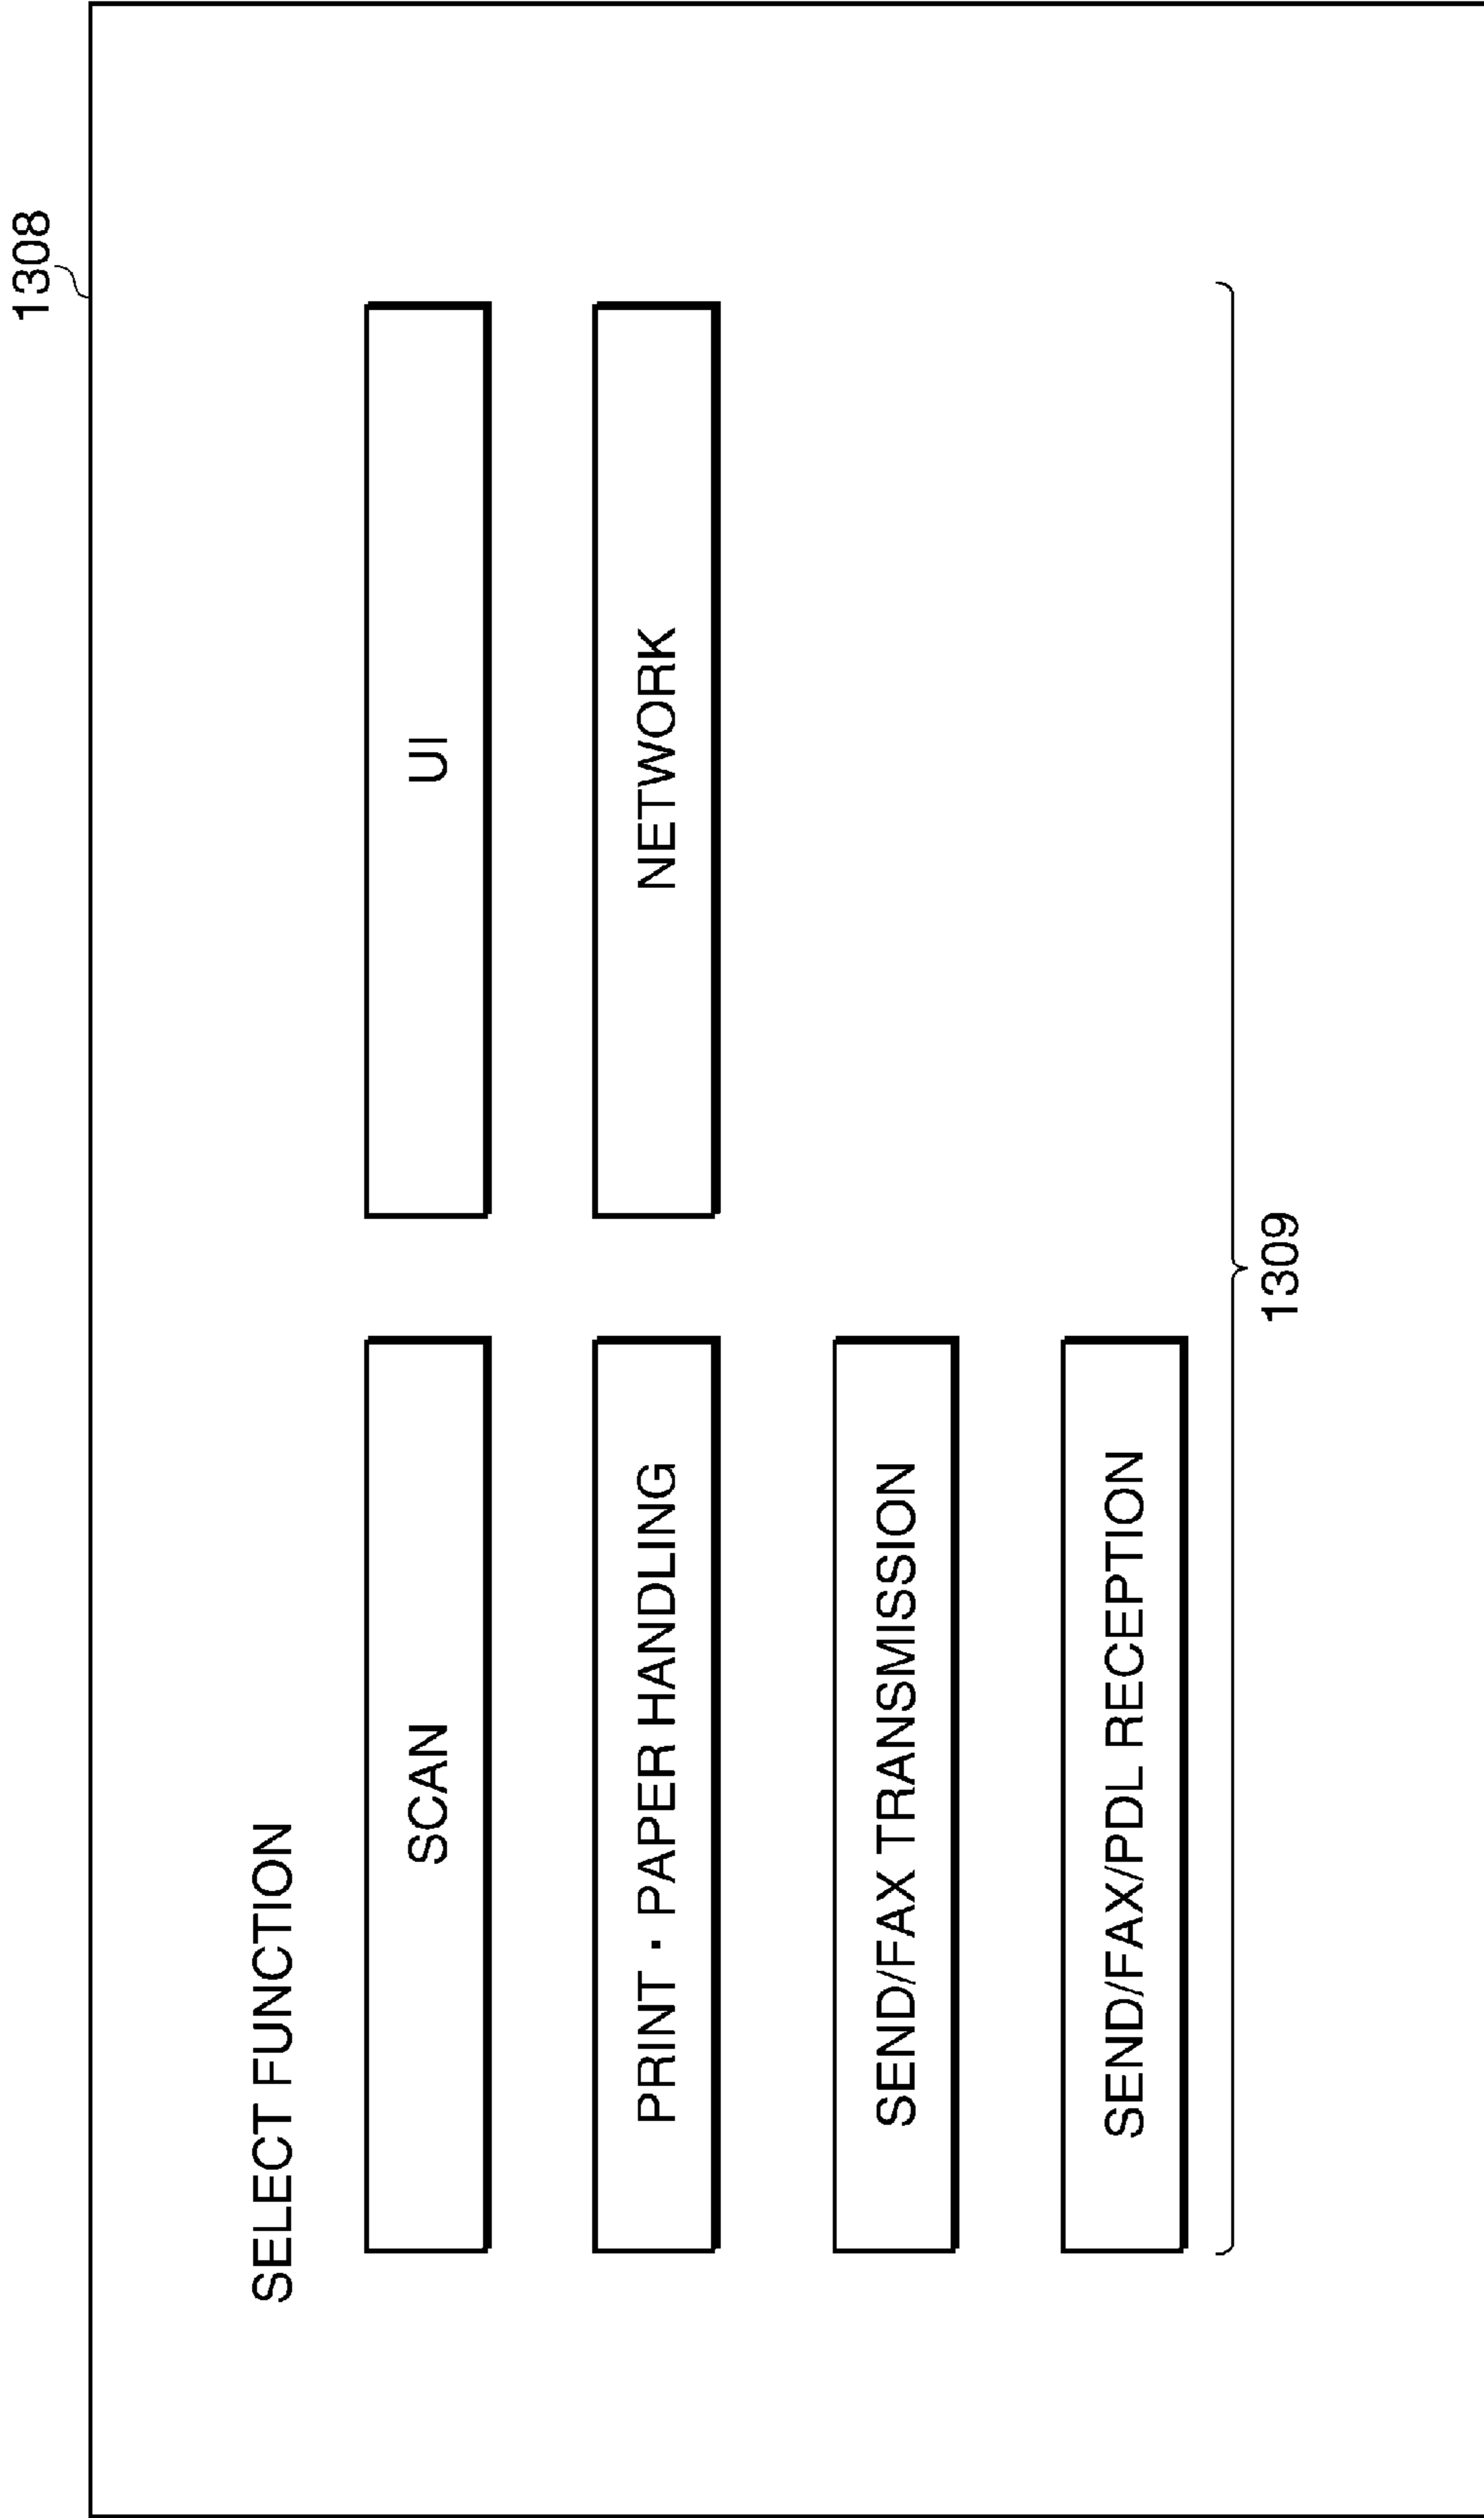 1308
SELECT FUNCTION
SCAN
UI
PRINT・PAPER HANDLING
NETWORK
SEND/FAX TRANSMISSION
SEND/FAX/PDL RECEPTION
1309